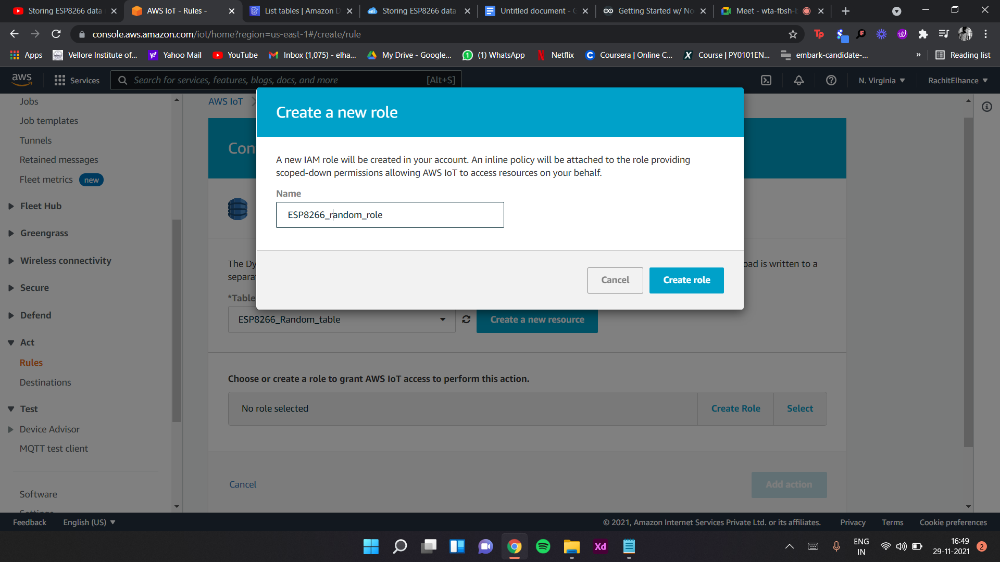 Storing ESP8266 data
AWS IoT - Rules -
List tables | Amazon D
Storing ESP8266 data
Untitled document - G
Getting Started w/ No
Meet - wta-fbsh-b
console.aws.amazon.com/iot/home?region=us-east-1#/create/rule
Apps
Vellore Institute of...
Yahoo Mail
YouTube
Inbox (1,075) - elha...
My Drive - Google...
(1) WhatsApp
Netflix
Coursera | Online C...
Course | PY0101EN...
embark-candidate-...
»
Reading list
aws
Services
Search for services, features, blogs, docs, and more
[Alt+S]
N. Virginia
RachitElhance
Jobs
Job templates
Tunnels
Retained messages
Fleet metrics new
Fleet Hub
Greengrass
Wireless connectivity
Secure
Defend
Act
Rules
Destinations
Test
Device Advisor
MQTT test client
Software
AWS IoT
Con
Create a new role
A new IAM role will be created in your account. An inline policy will be attached to the role providing
scoped-down permissions allowing AWS IoT to access resources on your behalf.
Name
ESP8266_random_role
Cancel
Create role
The Dy
oad is written to a
separa
*Table
ESP8266_Random_table
Create a new resource
Choose or create a role to grant AWS IoT access to perform this action.
No role selected
Create Role
Select
Cancel
Add action
Feedback
English (US)
© 2021, Amazon Internet Services Private Ltd. or its affiliates.
Privacy
Terms
Cookie preferences
Xd
ENG
IN
16:49
29-11-2021
2